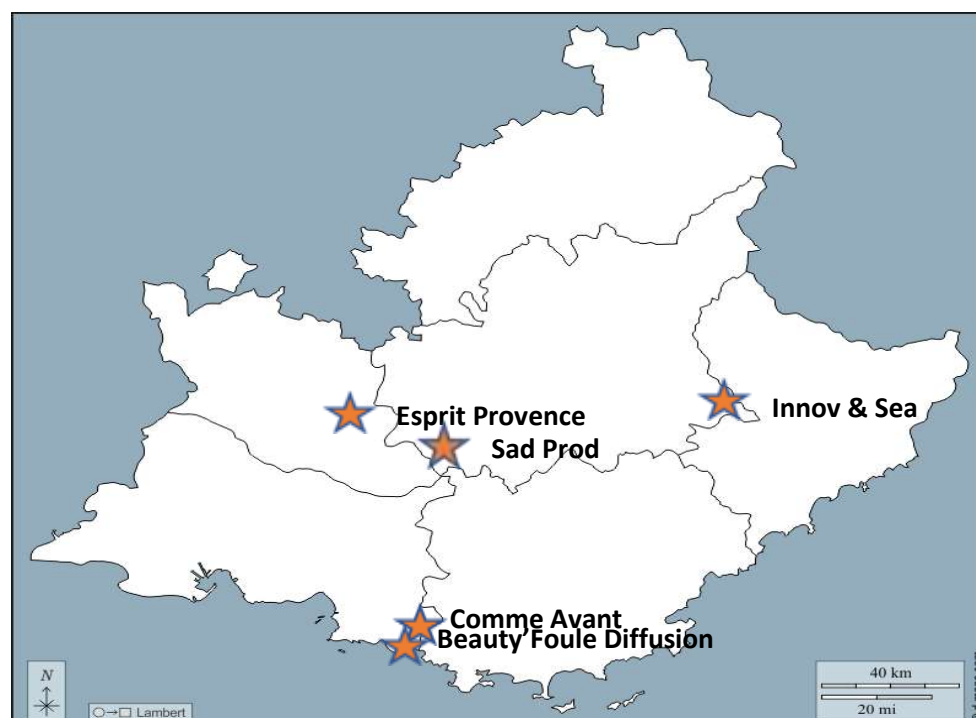 Esprit Provence
Innov & Sea
Sad Prod
Comme Avant
Beauty'Foule Diffusion
N
40 km
20 mi
Lambert